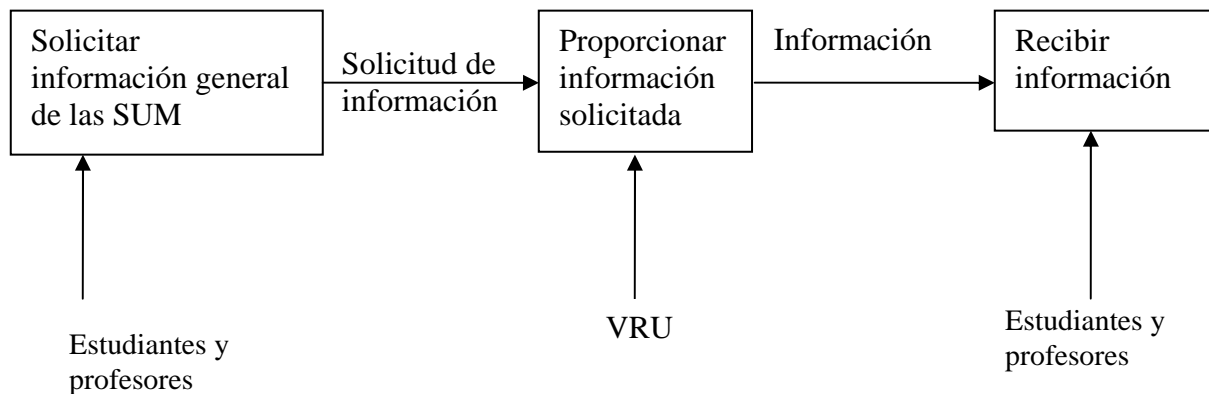 Solicitar
información general
de las SUM
Solicitud de
información
Proporcionar
información
solicitada
Información
Recibir
información
Estudiantes y
profesores
VRU
Estudiantes y
profesores